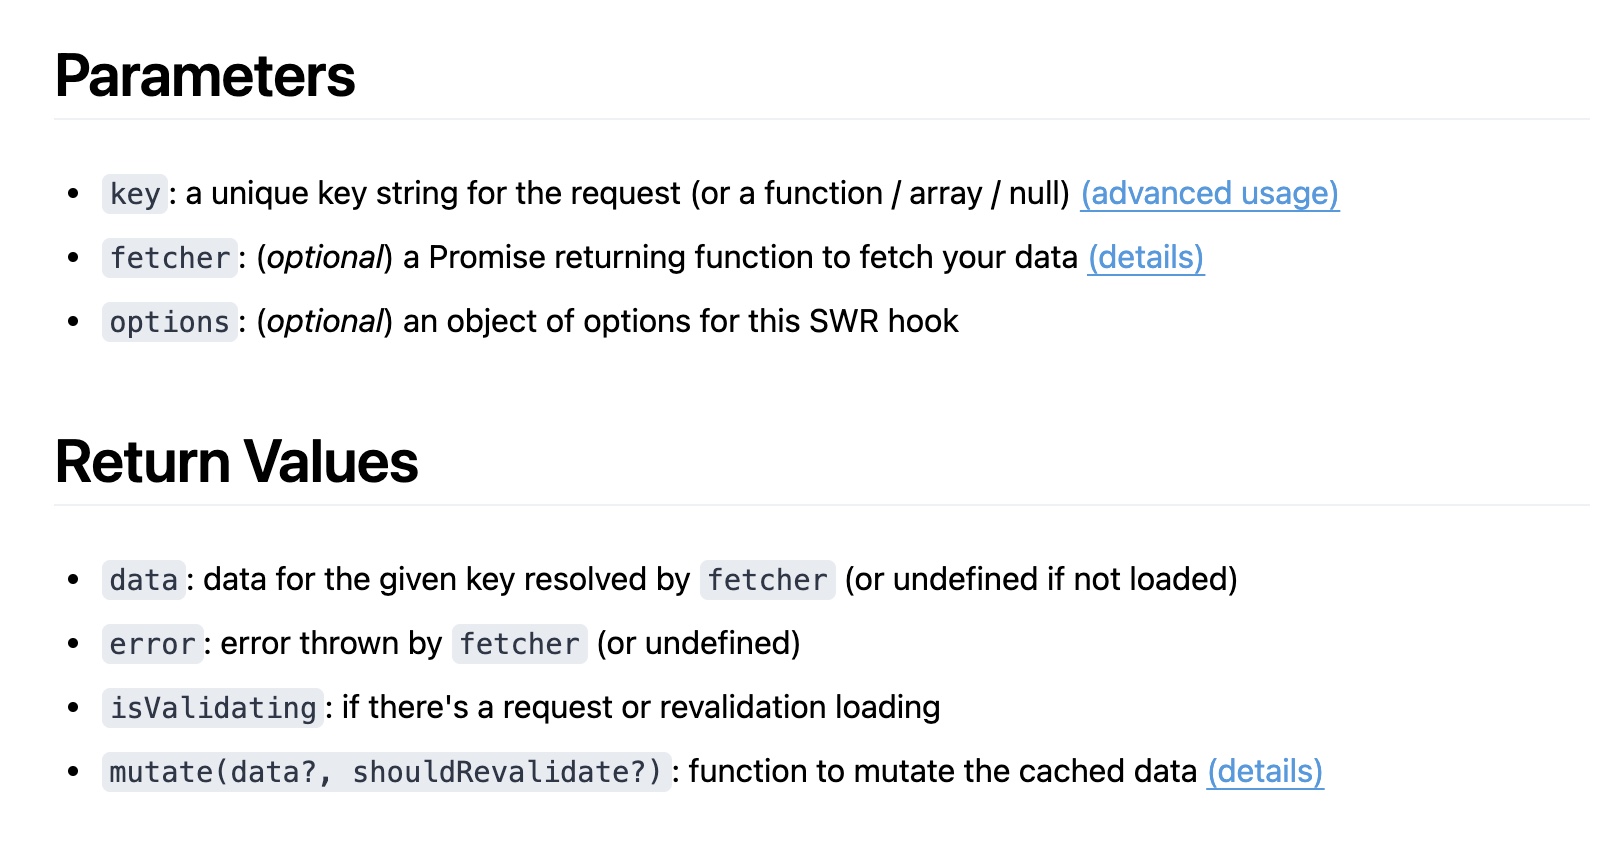 Parameters
• key: a unique key string for the request (or a function / array / null) (advanced usage)
• fetcher: (optional) a Promise returning function to fetch your data (details)
• options: (optional) an object of options for this SWR hook
Return Values
• data: data for the given key resolved by fetcher (or undefined if not loaded)
• error: error thrown by fetcher (or undefined)
• isValidating: if there's a request or revalidation loading
• mutate(data?, shouldRevalidate?): function to mutate the cached data (details)